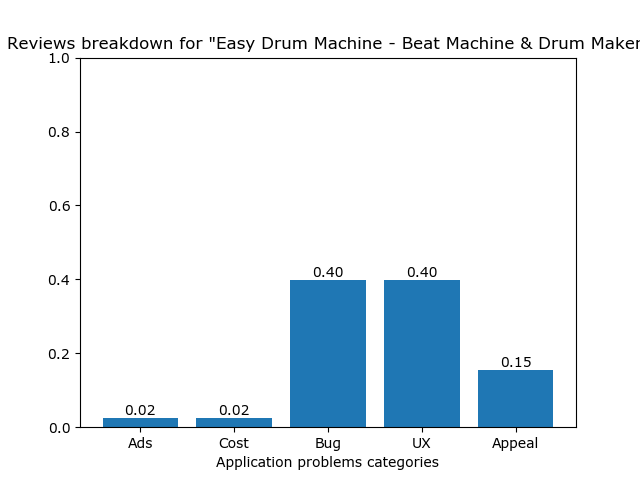 Reviews breakdown for "Easy Drum Machine - Beat Machine & Drum Maker
1.0
0.8
0.6
0.4
0.2
0.0
0.02
0.02
0.40
0.40
0.15
Ads
Cost
Bug
UX
Appeal
Application problems categories